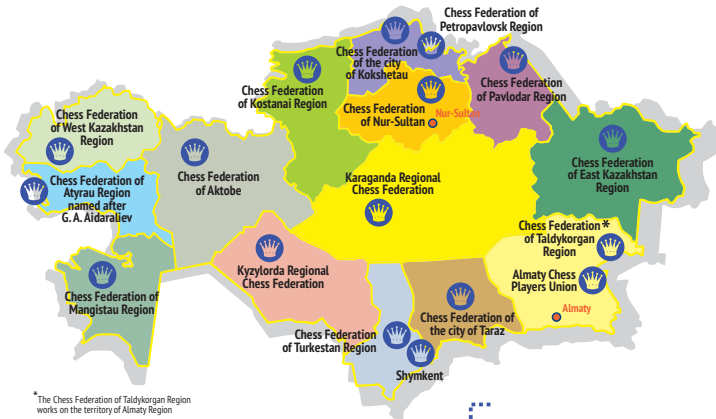 Chess Federation of
Petropavlovsk Region
Chess Federation
of the city
of Kokshetau
Chess Federation
of Kostanai Region
Chess Federation
of Pavlodar Region
Chess Federation
of Nur-Sultan
Nur-Sultan
Chess Federation
of West Kazakhstan
Region
Chess Federation of
Atyrau Region
named after
G. A. Aidaraliev
Chess Federation
of Aktobe
Karaganda Regional
Chess Federation
Chess Federation
of East Kazakhstan
Region
Chess Federation *
of Taldykorgan
Region
Almaty Chess
Players Union
Almaty
Kyzylorda Regional
Chess Federation
Chess Federation of
Mangistau Region
Chess Federation
of Turkestan Region
Chess Federation of
the city of Taraz
Shymkent
*The Chess Federation of Taldykorgan Region
works on the territory of Almaty Region